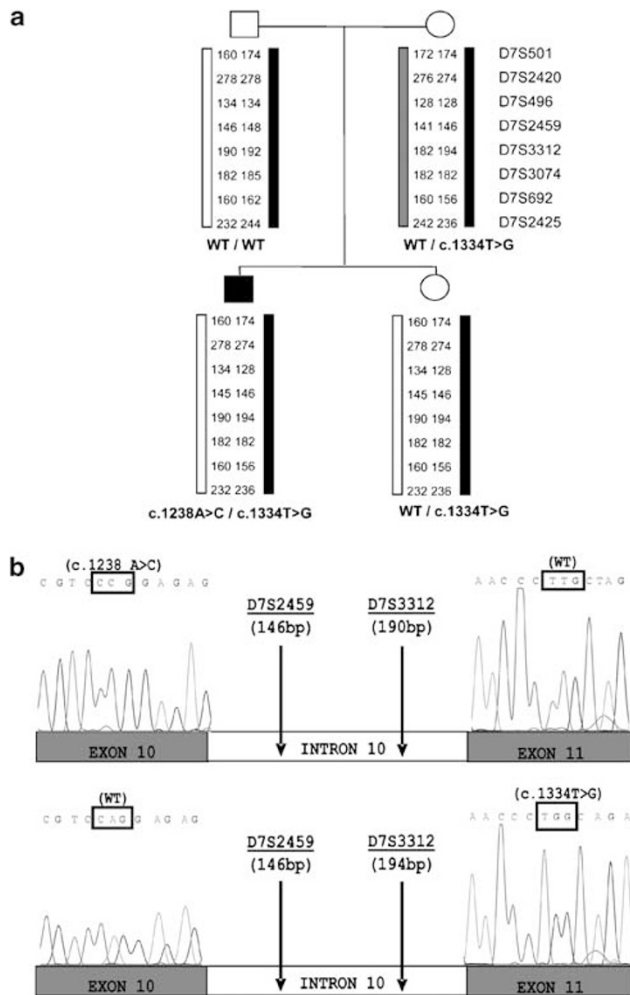 a
160 174 172 174 D7S501
278 278 276 274 D7S2420
134 134 128 128 D7S496
146 148 141 146 D7S2459
190 192 182 194 D7S3312
182 185 182 182 D7S3074
160 162 160 156 D7S692
232 244 242 236 D7S2425
WT / WT WT / c.1334T>G
160 174 160 174
278 274 278 274
134 128 134 128
145 146 145 146
190 194 190 194
182 182 182 182
160 156 160 156
232 236 232 236
c.1238A>C / c.1334T>G WT / c.1334T>G
b
(c.1238 A>C) (WT)
C G T C C C G G A G A G A A C C C T T G C T A G
D7S2459 D7S3312
(146bp) (190bp)
EXON 10 INTRON 10 EXON 11
(WT) (c.1334T>G)
C G T C C A G G A G A G A A C C C T G G C A G A
D7S2459 D7S3312
(146bp) (194bp)
EXON 10 INTRON 10 EXON 11